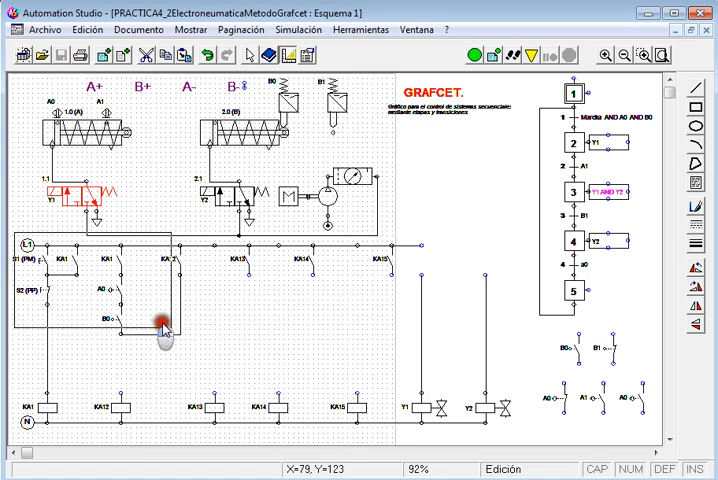 Automation Studio - [PRACTICA4_2ElectroneumaticaMetodoGrafcet : Esquema 1]
Archivo Edición Documento Mostrar Paginación Simulación Herramientas Ventana ?
A+ B+ A- B-
B0 B1
GRAFCET.
Gráfico para el control de sistemas secuenciales
mediante etapas y transiciones
A0 1.0 (A) A1
2.0 (B)
1.1
Y1
2.1
Y2
M
1
1 Marcha AND A0 AND B0
2 Y1
2 A1
3 Y1 AND Y2
3 B1
4 Y2
4 a0
5
L1
S1 (PM) KA1 KA1 KA12 KA13 KA14 KA15
S2 (PP) A0
B0
B0 B1
A0 A1 A0
KA1 KA12 KA13 KA14 KA15 Y1 Y2
N
X=79, Y=123 92% Edición CAP NUM DEF INS